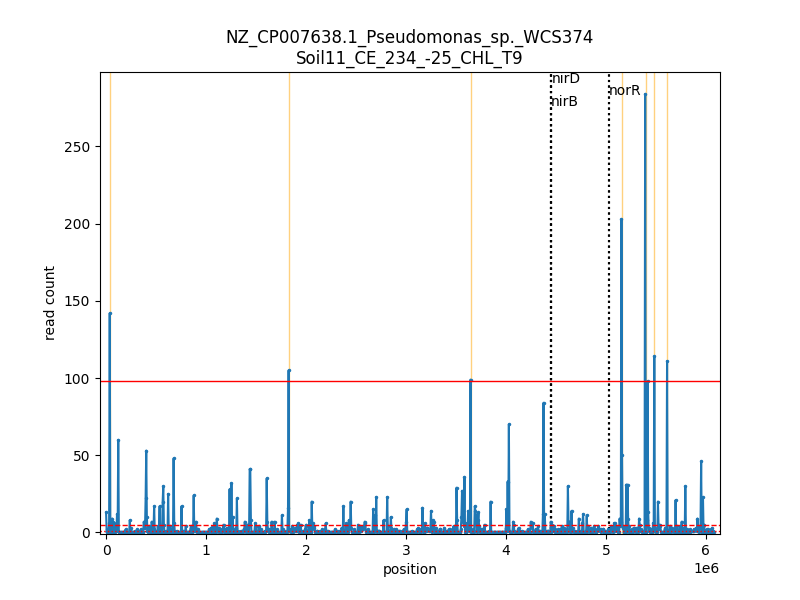 NZ_CP007638.1_Pseudomonas_sp._WCS374
Soil11_CE_234_-25_CHL_T9
nirD
norR
nirB
250
200
150
100
50
0
read count
0 1 2 3 4 5 6
1e6
position